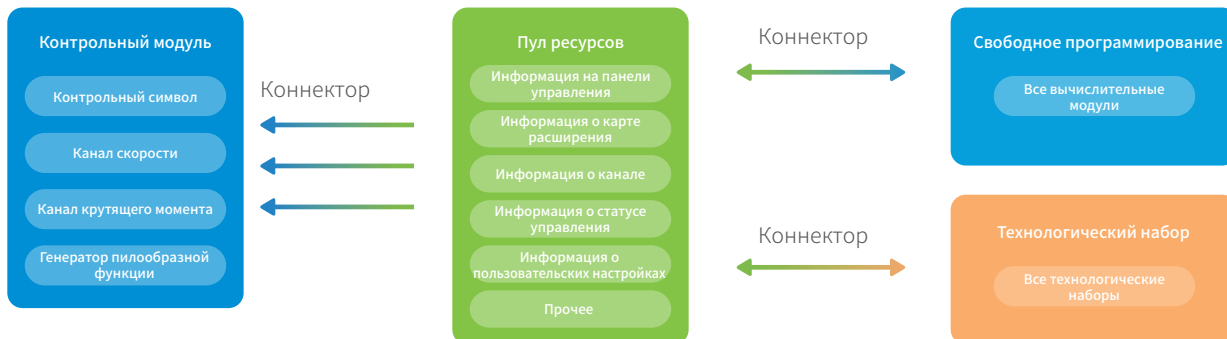 Контрольный модуль
Контрольный символ
Канал скорости
Канал крутящего момента
Генератор пилообразной
функции
Коннектор
Пул ресурсов
Информация на панели
управления
Информация о карте
расширения
Информация о канале
Информация о статусе
управления
Информация о
пользовательских настройках
Прочее
Коннектор
Свободное программирование
Все вычислительные
модули
Коннектор
Технологический набор
Все технологические
наборы